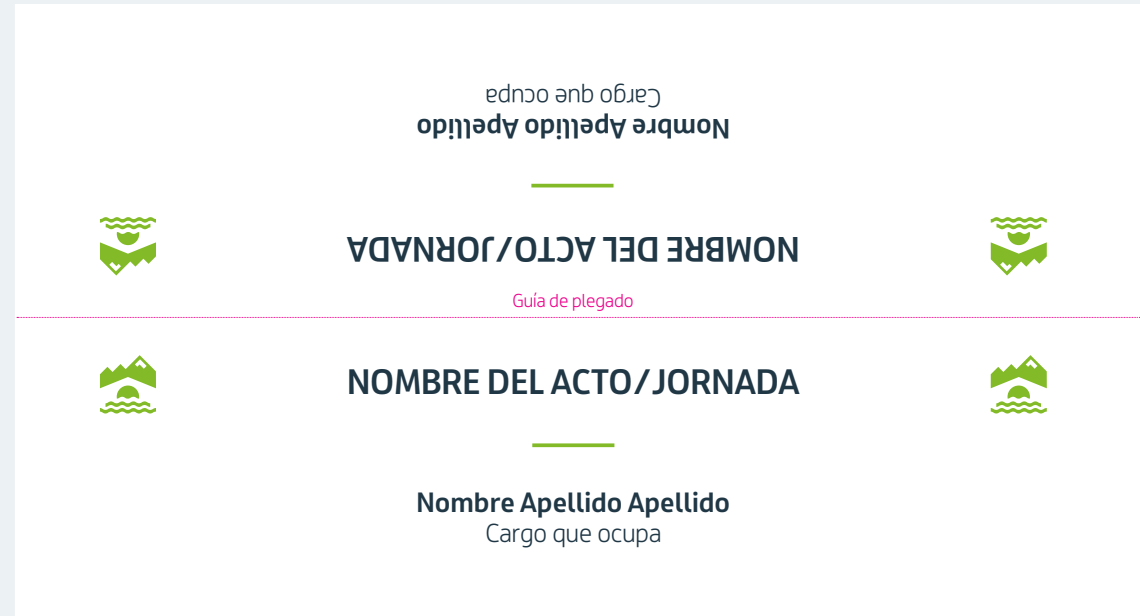 Cargo que ocupa
Nombre Apellido Apellido
NOMBRE DEL ACTO/JORNADA
Guía de plegado
NOMBRE DEL ACTO/JORNADA
Nombre Apellido Apellido
Cargo que ocupa